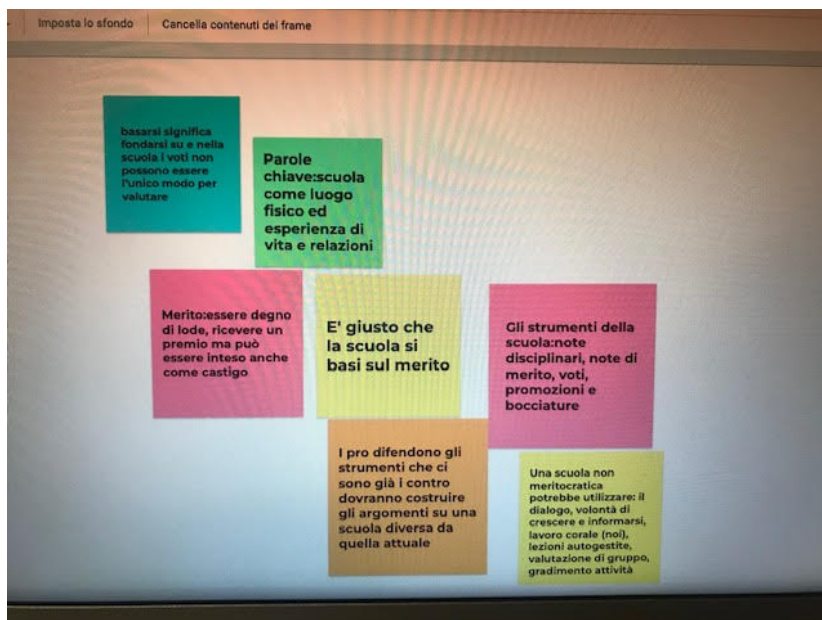 Imposta lo sfondo
Cancella contenuti del frame
basarsi significa
fondarsi su e nella
scuola i voti non
possono essere
l'unico modo per
valutare
Parole
chiave:scuola
come luogo
fisico ed
esperienza di
vita e relazioni
Merito:essere degno
di lode, ricevere un
premio ma può
essere inteso anche
come castigo
E' giusto che
la scuola si
basi sul merito
Gli strumenti della
scuola:note
disciplinari, note di
merito, voti,
promozioni e
bocciature
I pro difendono gli
strumenti che ci
sono già i contro
dovranno costruire
gli argomenti su una
scuola diversa da
quella attuale
Una scuola non
meritocratica
potrebbe utilizzare: il
dialogo, volontà di
crescere e informarsi,
lavoro corale (noi),
lezioni autogestite,
valutazione di gruppo,
gradimento attività